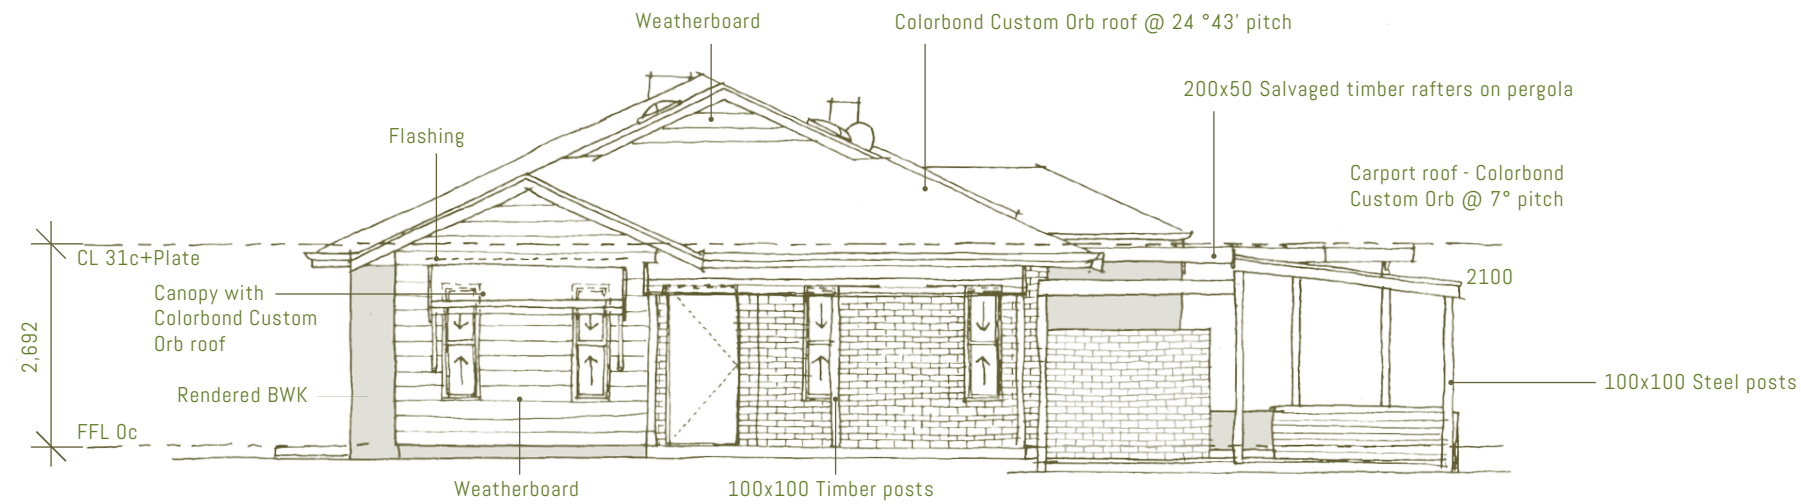 Weatherboard
Colorbond Custom Orb roof @ 24 °43' pitch
200x50 Salvaged timber rafters on pergola
Flashing
Carport roof - Colorbond
Custom Orb @ 7° pitch
CL 31c+Plate
2100
Canopy with
Colorbond Custom
Orb roof
2,692
Rendered BWK
100x100 Steel posts
FFL 0c
Weatherboard
100x100 Timber posts